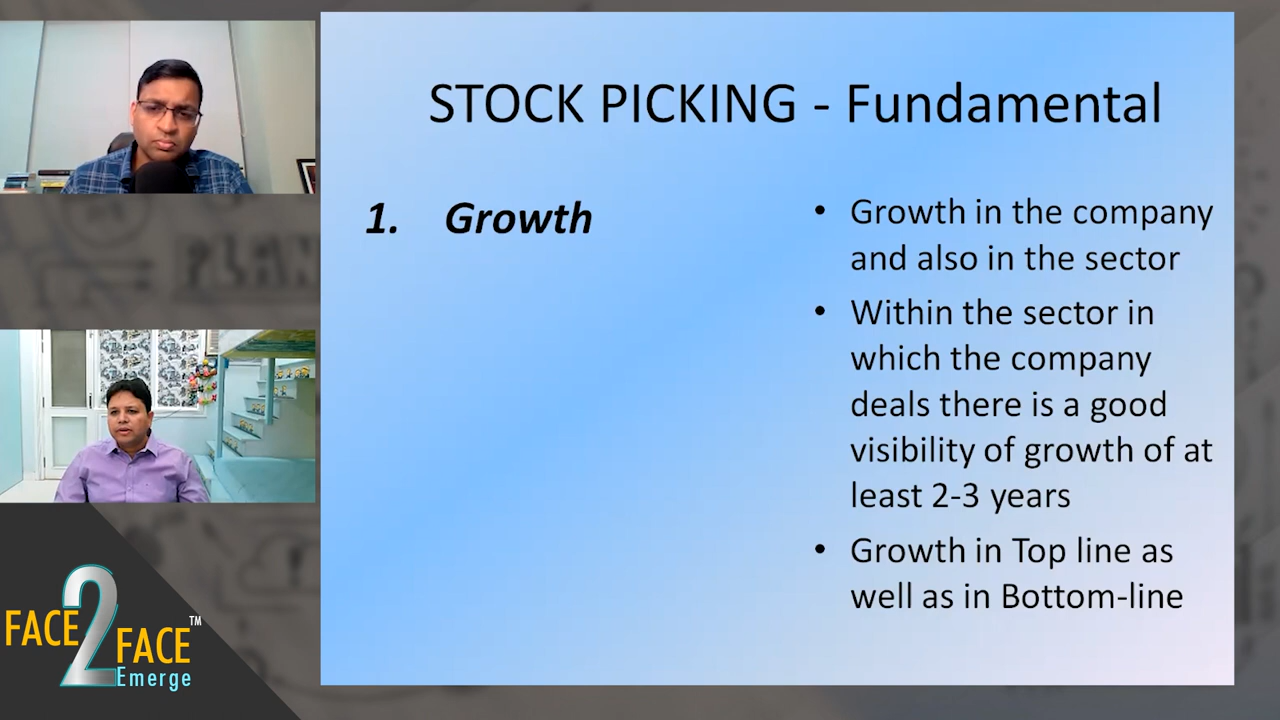 STOCK PICKING - Fundamental
1. Growth
• Growth in the company
and also in the sector
• Within the sector in
which the company
deals there is a good
visibility of growth of at
least 2-3 years
• Growth in Top line as
well as in Bottom-line
PLAN
FACE 2 FACE™
Emerge